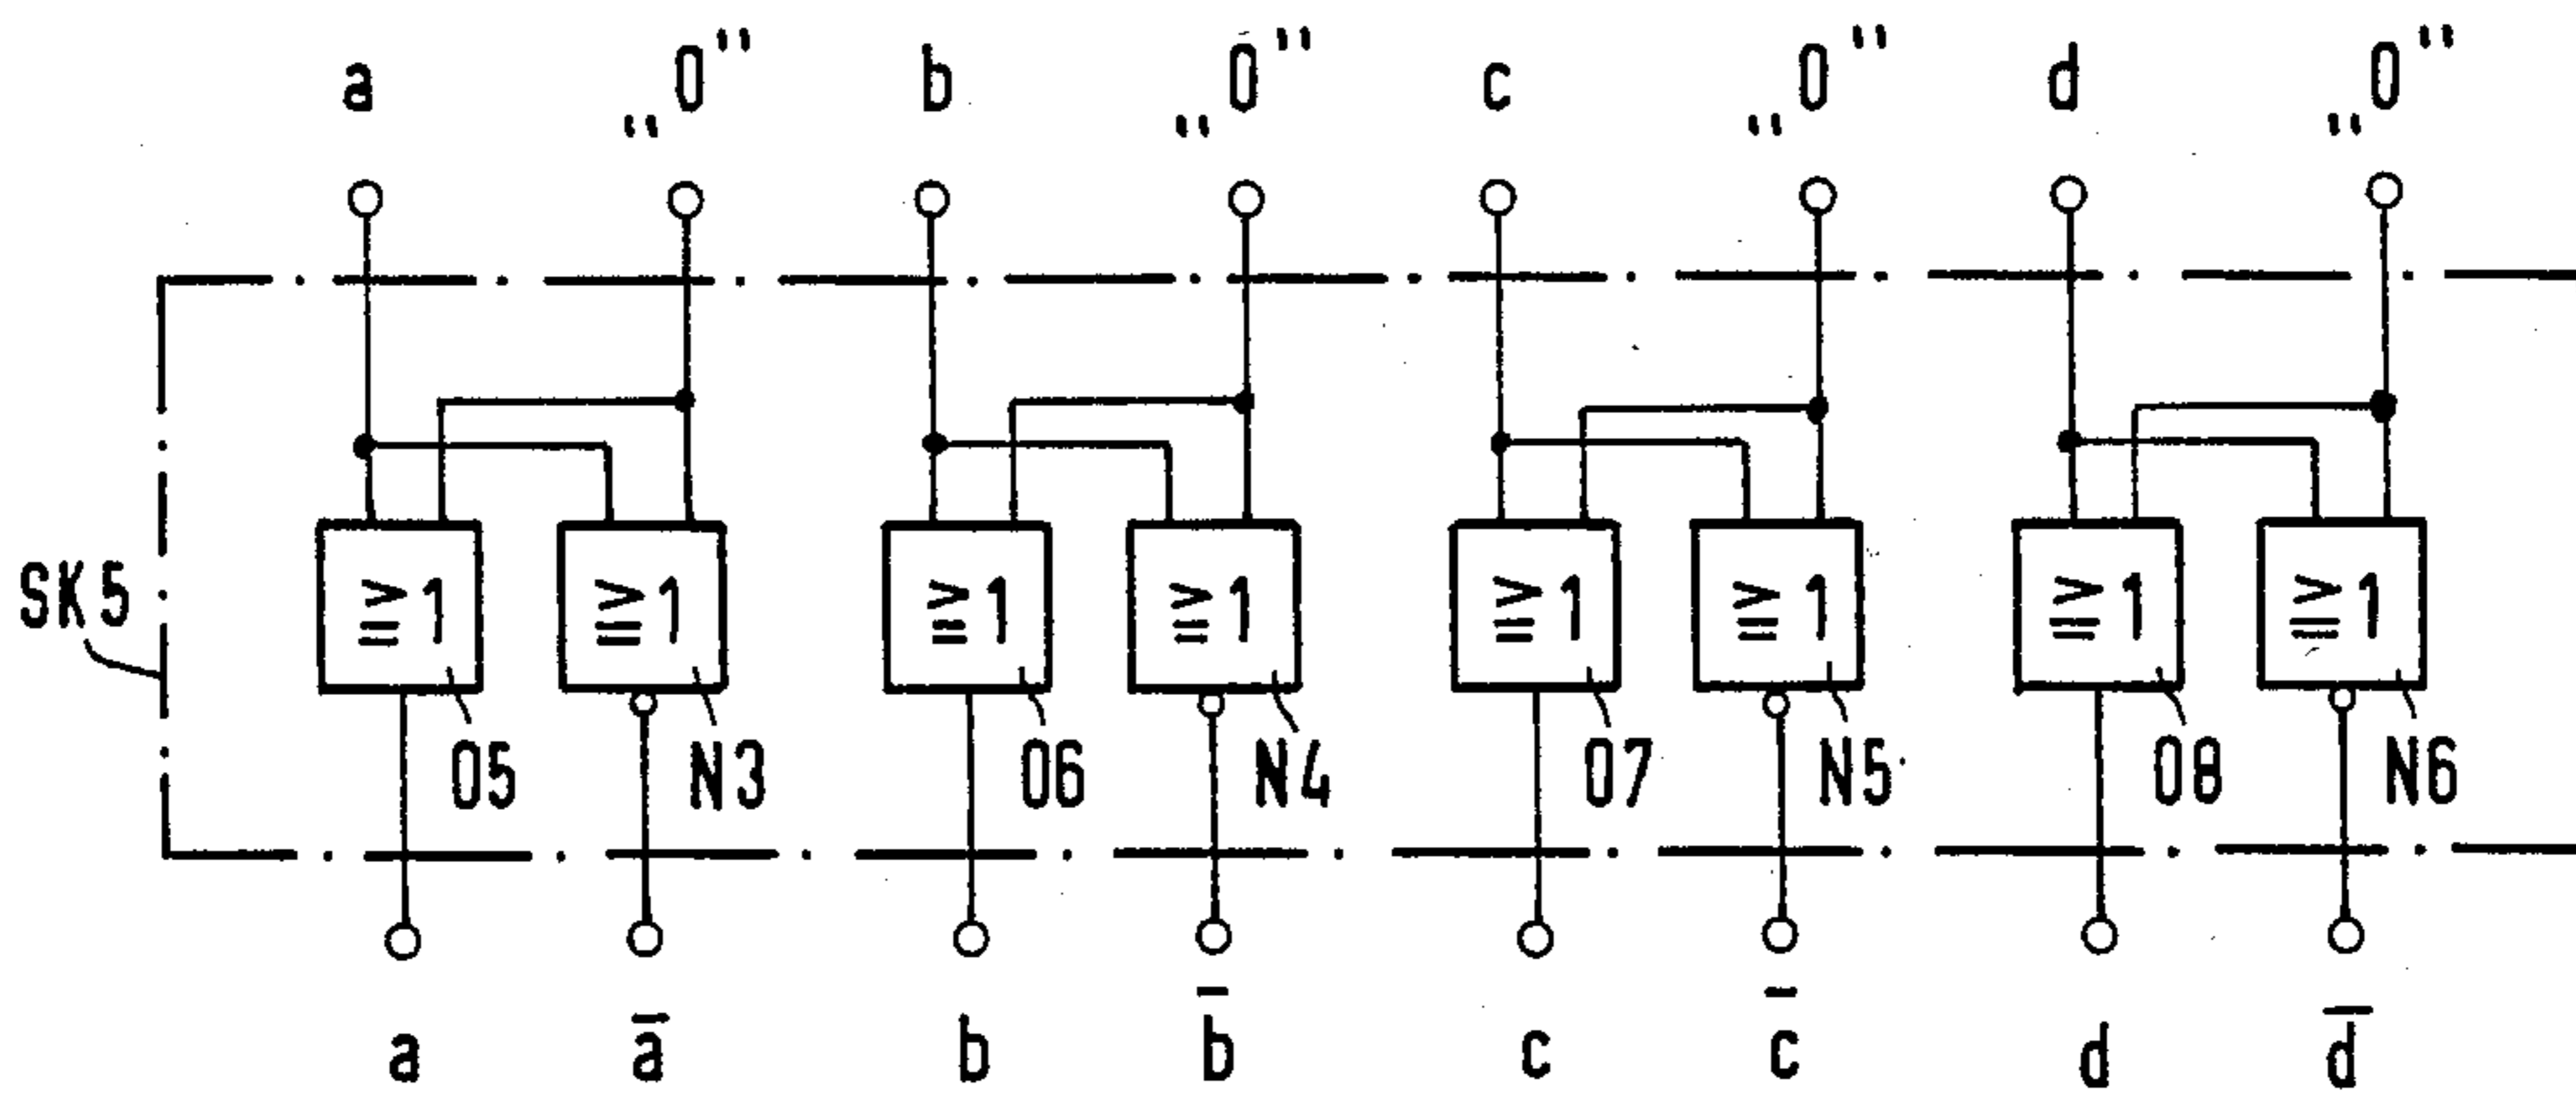 a „0" b „0" c „0" d „0"
SK5
≧1 ≧1 ≧1 ≧1 ≧1 ≧1 ≧1 ≧1
05 N3 06 N4 07 N5 08 N6
a a̅ b b̅ c c̅ d d̅